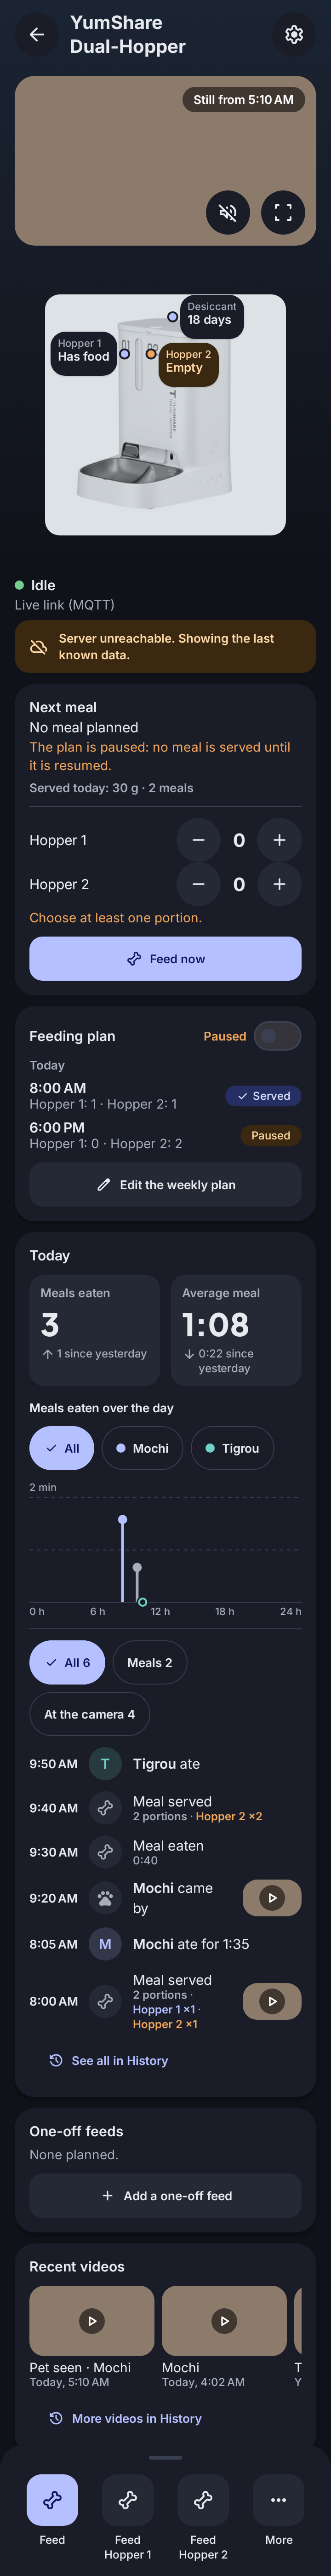 YumShare
Dual-Hopper
Still from 5:10 AM
Desiccant
18 days
Hopper 1
Has food
Hopper 2
Empty
Idle
Live link (MQTT)
Server unreachable. Showing the last
known data.
Next meal
No meal planned
The plan is paused: no meal is served until
it is resumed.
Served today: 30 g · 2 meals
Hopper 1
0
Hopper 2
0
Choose at least one portion.
Feed now
Feeding plan
Paused
Today
8:00 AM
Hopper 1: 1 · Hopper 2: 1
Served
6:00 PM
Hopper 1: 0 · Hopper 2: 2
Paused
Edit the weekly plan
Today
Meals eaten
3
1 since yesterday
Average meal
1:08
0:22 since
yesterday
Meals eaten over the day
All
Mochi
Tigrou
2 min
0 h 6 h 12 h 18 h 24 h
All 6
Meals 2
At the camera 4
9:50 AM T Tigrou ate
9:40 AM Meal served
2 portions · Hopper 2 ×2
9:30 AM Meal eaten
0:40
9:20 AM Mochi came
by
8:05 AM M Mochi ate for 1:35
8:00 AM Meal served
2 portions ·
Hopper 1 ×1 ·
Hopper 2 ×1
See all in History
One-off feeds
None planned.
Add a one-off feed
Recent videos
Pet seen · Mochi
Today, 5:10 AM
Mochi
Today, 4:02 AM
T
Y
More videos in History
Feed
Feed
Hopper 1
Feed
Hopper 2
More